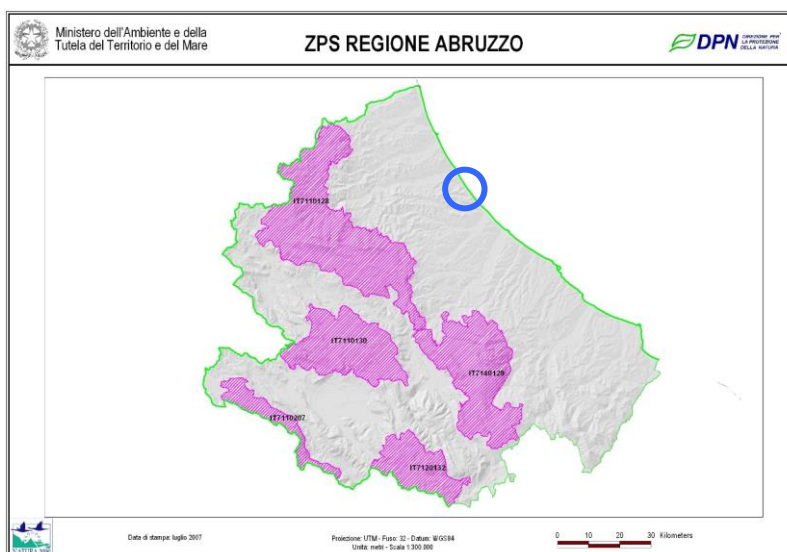 Ministero dell'Ambiente e della
Tutela del Territorio e del Mare
ZPS REGIONE ABRUZZO
DPN DIREZIONE PER
LA PROTEZIONE
DELLA NATURA
IT7110128
IT7110130
IT7140129
IT7110207
IT7120132
Data di stampa: luglio 2007
Proiezione: UTM - Fuso: 32 - Datum: WGS84
Unità: metri - Scala 1:300.000
0 10 20 30 Kilometers
NATURA 2000